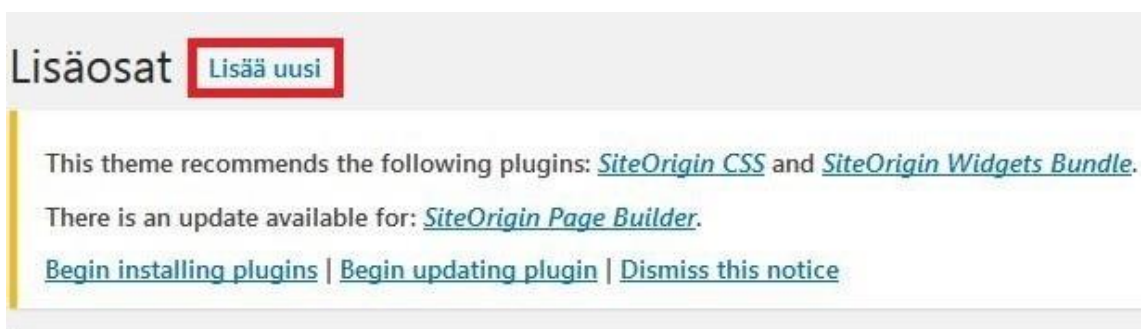 Lisäosat Lisää uusi
This theme recommends the following plugins: SiteOrigin CSS and SiteOrigin Widgets Bundle.
There is an update available for: SiteOrigin Page Builder.
Begin installing plugins | Begin updating plugin | Dismiss this notice